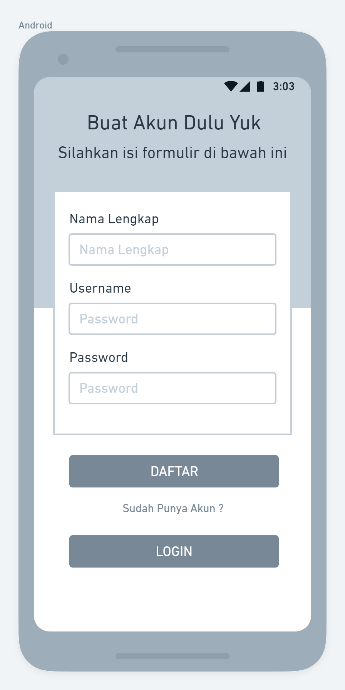 Android
3:03
Buat Akun Dulu Yuk
Silahkan isi formulir di bawah ini
Nama Lengkap
Nama Lengkap
Username
Password
Password
Password
DAFTAR
Sudah Punya Akun ?
LOGIN